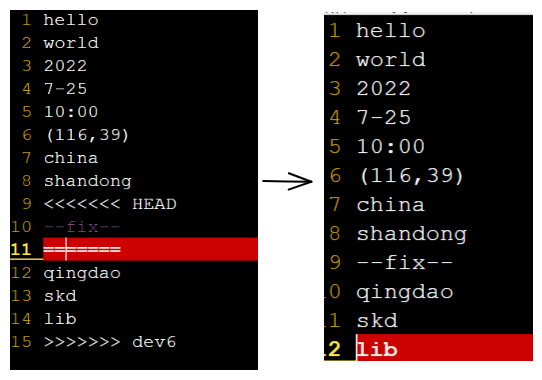 1 hello
2 world
3 2022
4 7-25
5 10:00
6 (116,39)
7 china
8 shandong
9 <<<<<<< HEAD
10 --fix--
11 =======
12 qingdao
13 skd
14 lib
15 >>>>>>> dev6
1 hello
2 world
3 2022
4 7-25
5 10:00
6 (116,39)
7 china
8 shandong
9 --fix--
0 qingdao
1 skd
2 lib